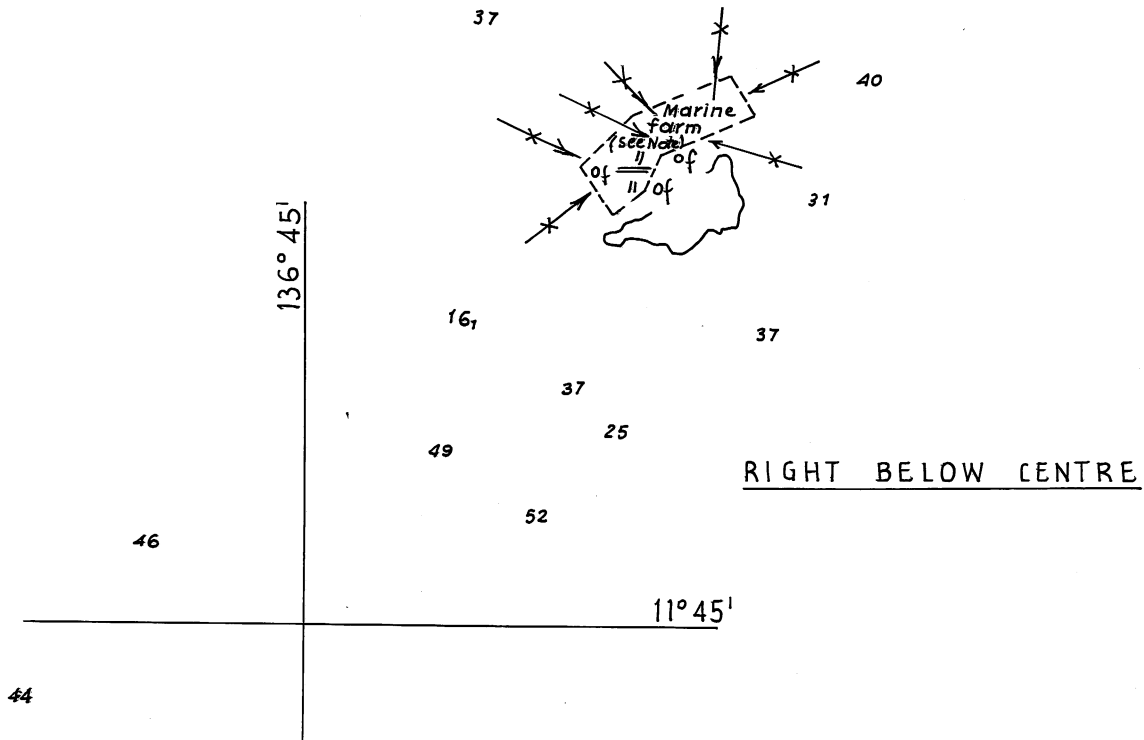 37
40
Marine
farm
(see Note)
of
of
of
31
136° 45'
16₁
37
37
25
49
RIGHT BELOW CENTRE
52
46
11° 45'
44